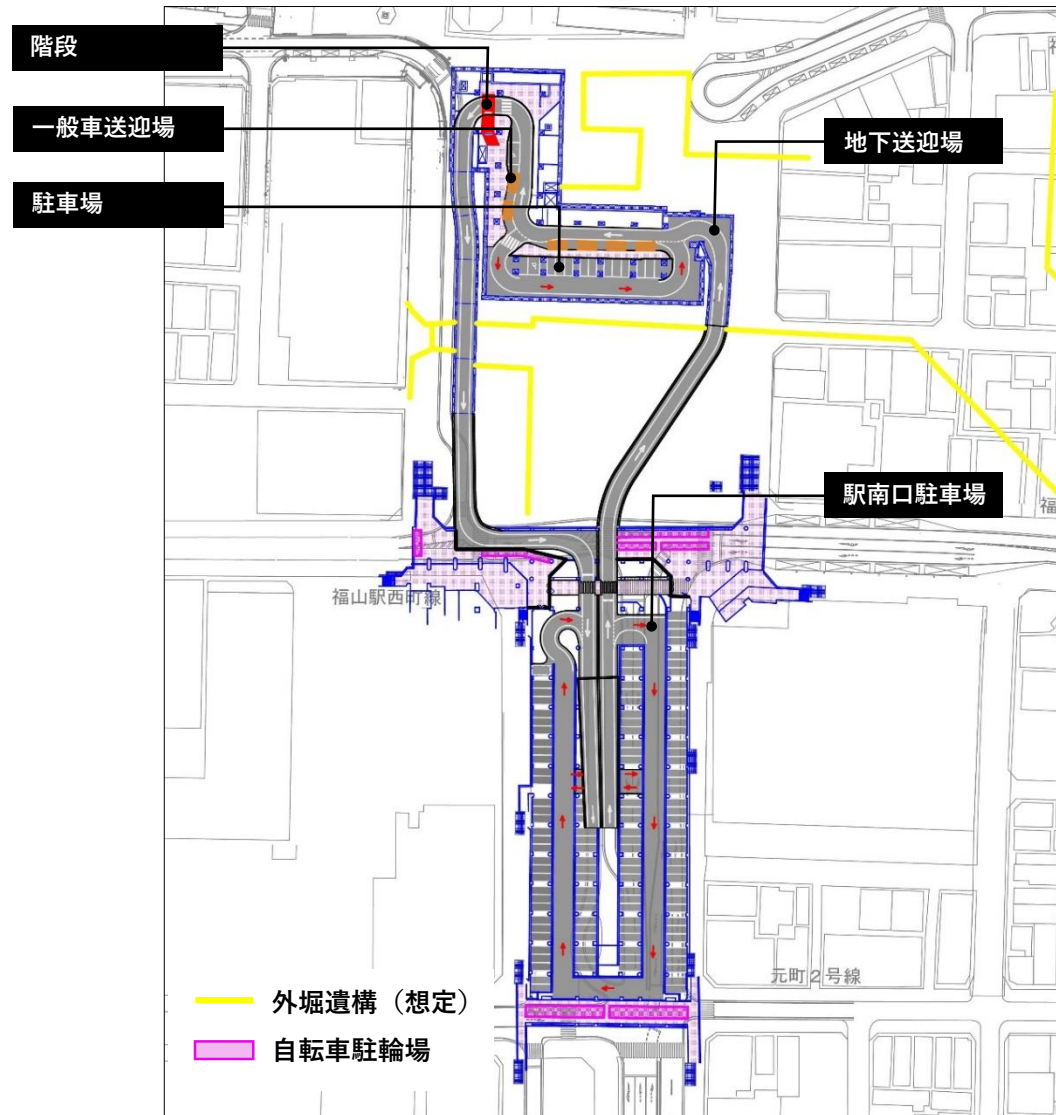 階段
一般車送迎場
地下送迎場
駐車場
駅南口駐車場
福山駅西町線
元町2号線
外堀遺構（想定）
自転車駐輪場